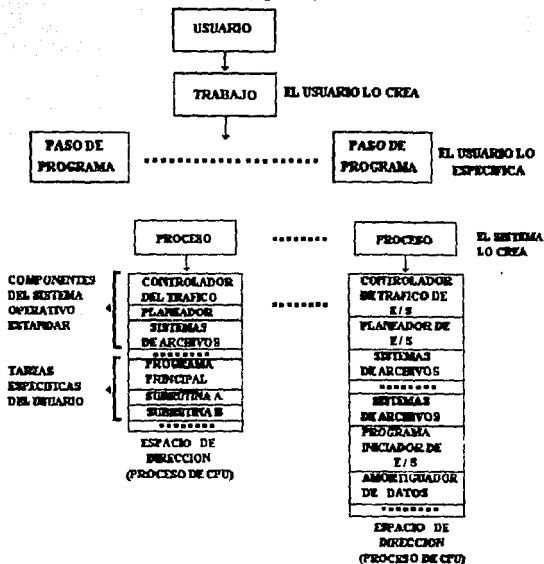 USUARIO
TRABAJO
EL USUARIO LO CREA
PASO DE
PROGRAMA
PASO DE
PROGRAMA
EL USUARIO LO
ESPECIFICA
PROCESO
PROCESO
EL SISTEMA
LO CREA
COMPONENTES
DEL SISTEMA
OPERATIVO
ESTANDAR
TAREAS
ESPECIFICAS
DEL USUARIO
CONTROLADOR
DEL TRAFICO
PLANEADOR
SISTEMAS
DE ARCHIVOS
PROGRAMA
PRINCIPAL
SUBRUTINA A
SUBRUTINA B
ESPACIO DE
DIRECCION
(PROCESO DE CPU)
CONTROLADOR
DE TRAFICO DE
E / S
PLANEADOR DE
E / S
SISTEMAS
DE ARCHIVOS
SISTEMAS
DE ARCHIVOS
PROGRAMA
INICIADOR DE
E / S
AMORTIGUADOR
DE DATOS
ESPACIO DE
DIRECCION
(PROCESO DE CPU)